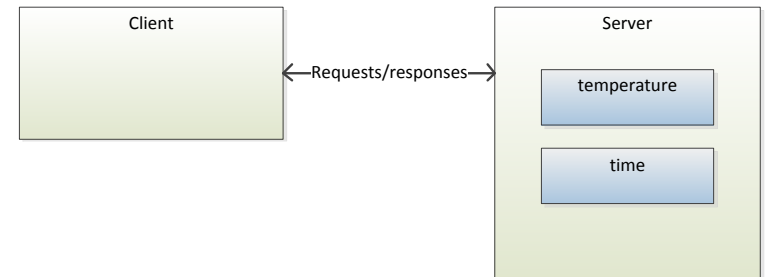 Client
Server
Requests/responses
temperature
time